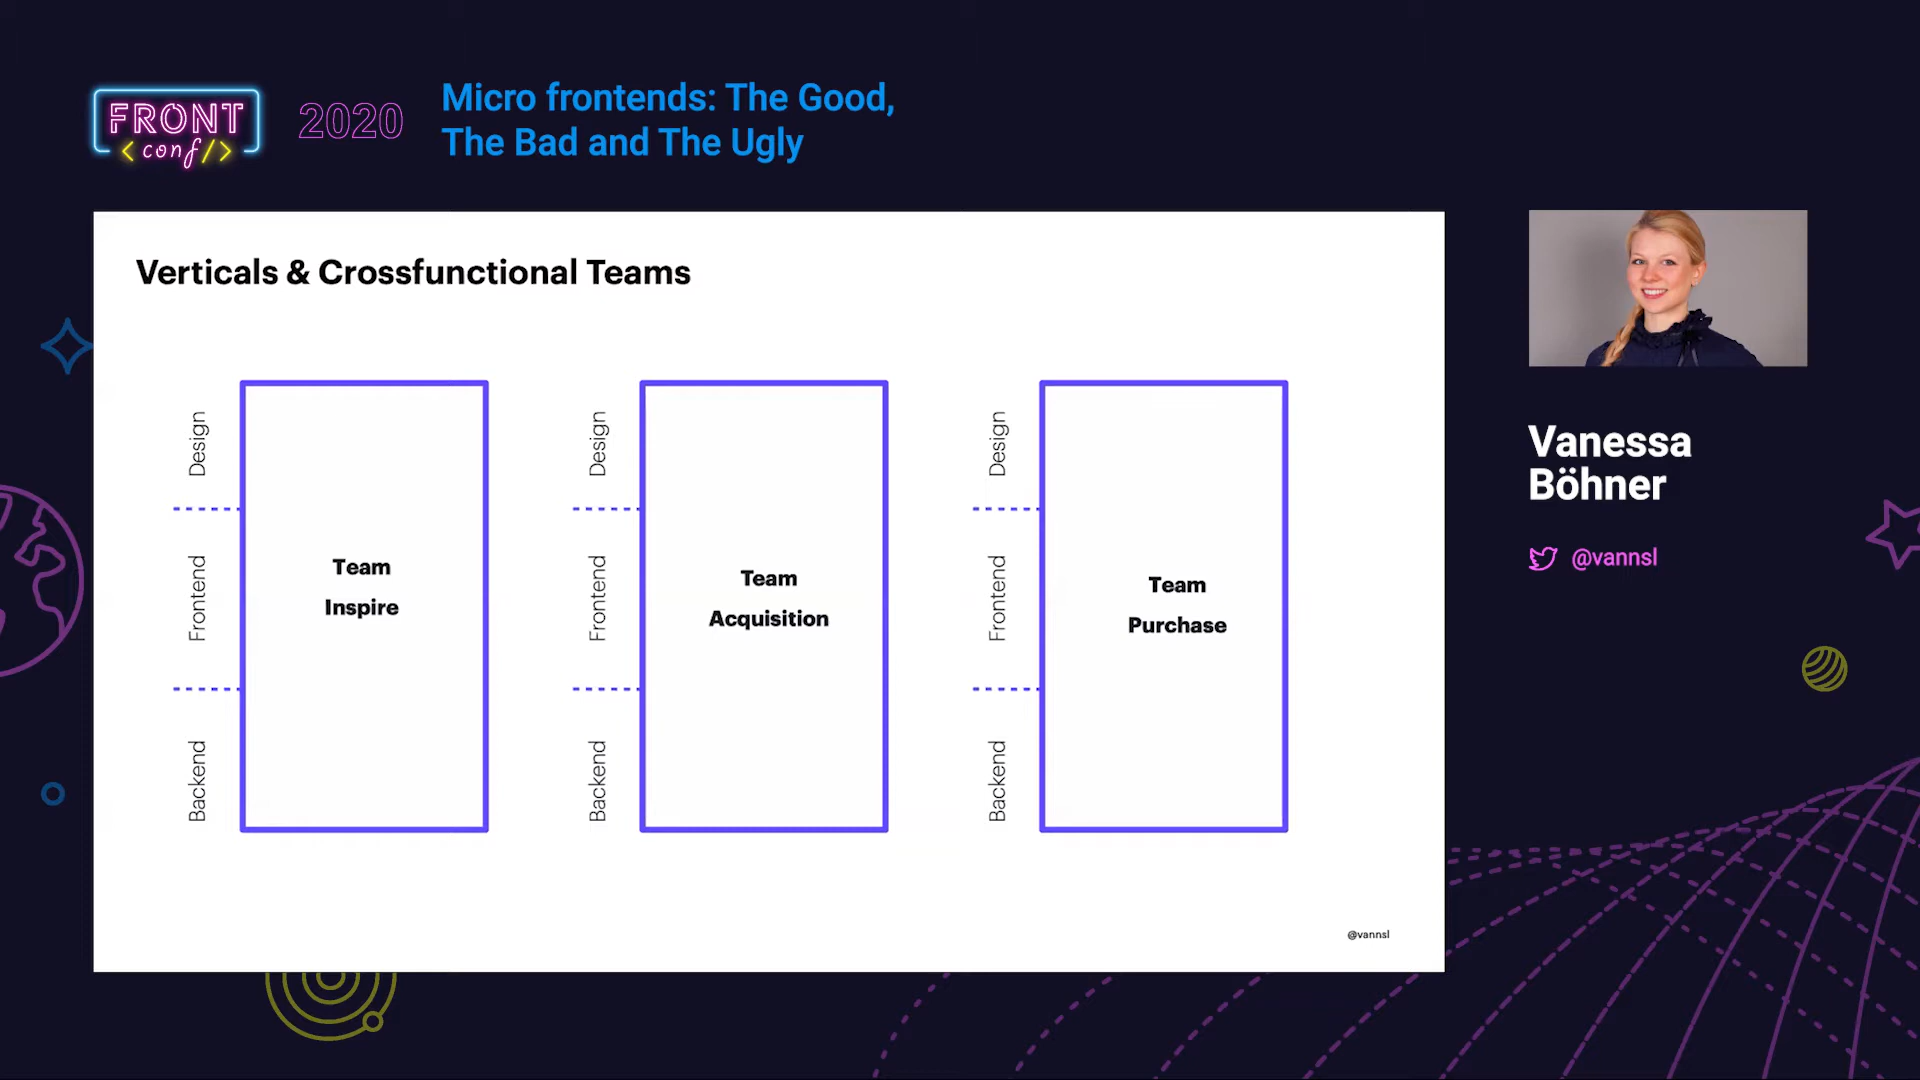 FRONT
< conf/>
2020
Micro frontends: The Good,
The Bad and The Ugly
Verticals & Crossfunctional Teams
Design
Frontend
Backend
Team
Inspire
Design
Frontend
Backend
Team
Acquisition
Design
Frontend
Backend
Team
Purchase
@vannsl
Vanessa
Böhner
@vannsl